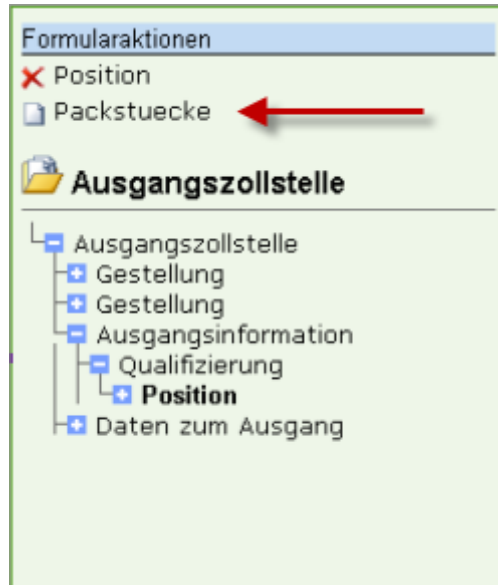 Formularaktionen
Position
Packstuecke
Ausgangszollstelle
Ausgangszollstelle
Gestellung
Gestellung
Ausgangsinformation
Qualifizierung
Position
Daten zum Ausgang